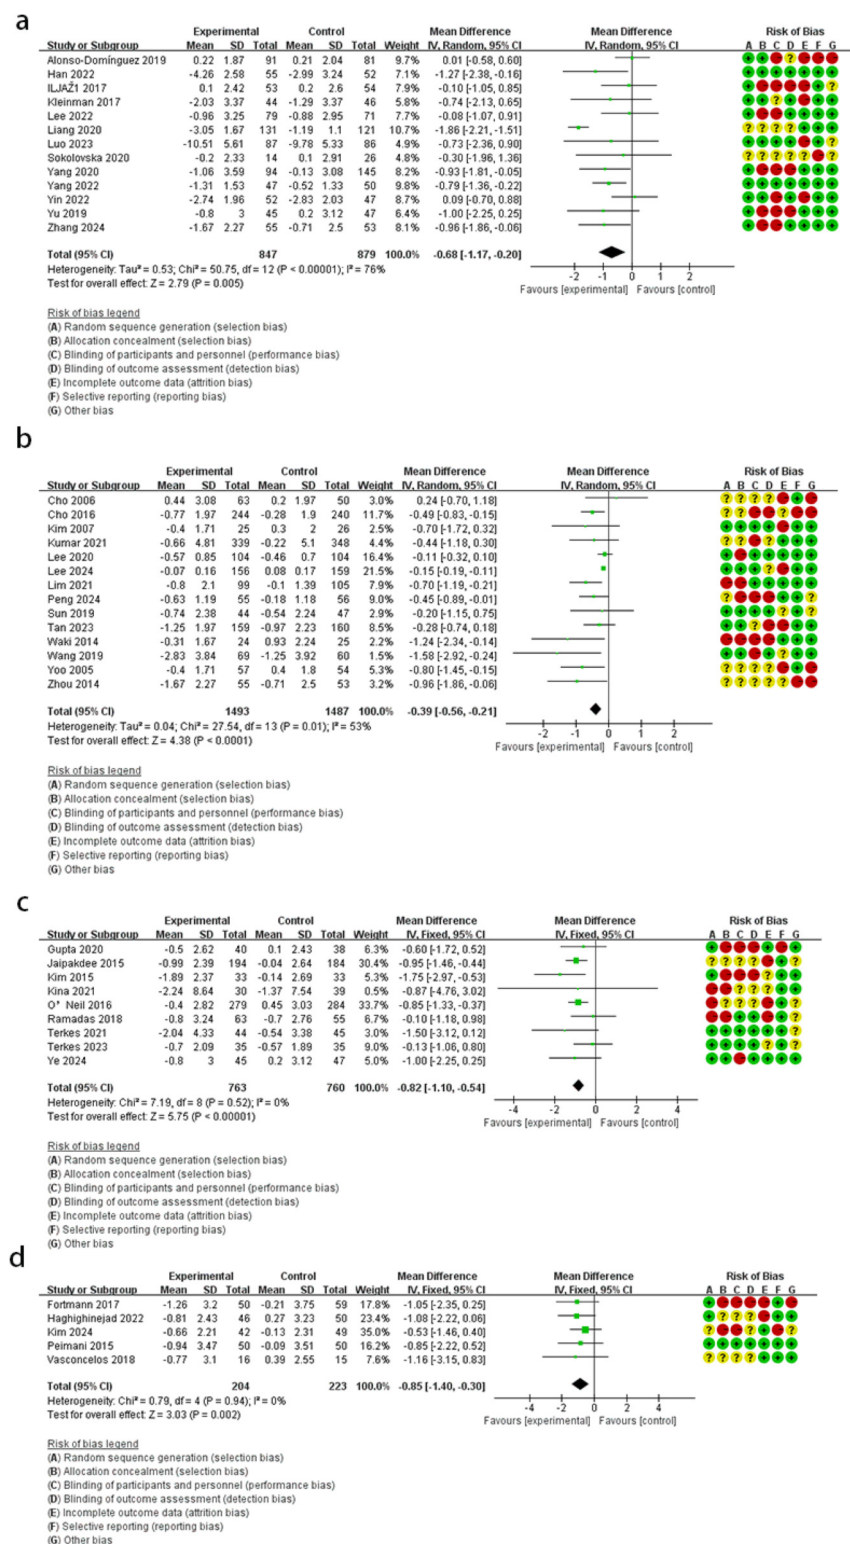 a
Experimental Control Mean Difference Mean Difference Risk of Bias
Study or Subgroup Mean SD Total Mean SD Total Weight IV, Random, 95% CI IV, Random, 95% CI A B C D E F G
Alonso-Domínguez 2019 0.22 1.87 91 0.21 2.04 81 9.7% 0.01 [-0.58, 0.60]
Han 2022 -4.26 2.58 55 -2.99 3.24 52 7.1% -1.27 [-2.38, -0.16]
ILJAŽ1 2017 0.1 2.42 53 0.2 2.6 54 7.7% -0.10 [-1.05, 0.85]
Kleinman 2017 -2.03 3.37 44 -1.29 3.37 46 5.7% -0.74 [-2.13, 0.65]
Lee 2022 -0.96 3.25 79 -0.88 2.95 71 7.6% -0.08 [-1.07, 0.91]
Liang 2020 -3.05 1.67 131 -1.19 1.1 121 10.7% -1.86 [-2.21, -1.51]
Luo 2023 -10.51 5.61 87 -9.78 5.33 86 4.9% -0.73 [-2.36, 0.90]
Sokolovska 2020 -0.2 2.33 14 0.1 2.91 26 4.8% -0.30 [-1.96, 1.36]
Yang 2020 -1.06 3.59 94 -0.13 3.08 145 8.2% -0.93 [-1.81, -0.05]
Yang 2022 -1.31 1.53 47 -0.52 1.33 50 9.8% -0.79 [-1.36, -0.22]
Yin 2022 -2.74 1.96 52 -2.83 2.03 47 8.5% 0.09 [-0.70, 0.88]
Yu 2019 -0.8 3 45 0.2 3.12 47 6.4% -1.00 [-2.25, 0.25]
Zhang 2024 -1.67 2.27 55 -0.71 2.5 53 8.1% -0.96 [-1.86, -0.06]
Total (95% CI) 847 879 100.0% -0.68 [-1.17, -0.20]
Heterogeneity: Tau² = 0.53; Chi² = 50.75, df = 12 (P < 0.00001); I² = 76%
Test for overall effect: Z = 2.79 (P = 0.005)
-2 -1 0 1 2
Favours [experimental] Favours [control]
Risk of bias legend
(A) Random sequence generation (selection bias)
(B) Allocation concealment (selection bias)
(C) Blinding of participants and personnel (performance bias)
(D) Blinding of outcome assessment (detection bias)
(E) Incomplete outcome data (attrition bias)
(F) Selective reporting (reporting bias)
(G) Other bias
b
Experimental Control Mean Difference Mean Difference Risk of Bias
Study or Subgroup Mean SD Total Mean SD Total Weight IV, Random, 95% CI IV, Random, 95% CI A B C D E F G
Cho 2006 0.44 3.08 63 0.2 1.97 50 3.0% 0.24 [-0.70, 1.18]
Cho 2016 -0.77 1.97 244 -0.28 1.9 240 11.0% -0.49 [-0.83, -0.15]
Kim 2007 -0.4 1.71 25 0.3 2 26 2.6% -0.70 [-1.72, 0.32]
Kumar 2021 -0.66 4.81 339 -0.22 5.1 348 4.4% -0.44 [-1.18, 0.30]
Lee 2020 -0.57 0.85 104 -0.46 0.7 104 16.4% -0.11 [-0.32, 0.10]
Lee 2024 -0.07 0.16 156 0.08 0.17 159 21.5% -0.15 [-0.19, -0.11]
Lim 2021 -0.8 2.1 99 -0.1 1.39 105 7.7% -0.70 [-1.19, -0.21]
Peng 2024 -0.63 1.19 55 -0.18 1.18 56 9.0% -0.45 [-0.89, -0.01]
Sun 2019 -0.74 2.38 44 -0.54 2.24 47 2.9% -0.20 [-1.15, 0.75]
Tan 2023 -1.25 1.97 159 -0.97 2.23 160 8.5% -0.28 [-0.74, 0.18]
Waki 2014 -0.31 1.67 24 0.93 2.24 25 2.3% -1.24 [-2.34, -0.14]
Wang 2019 -2.83 3.84 69 -1.25 3.92 60 1.6% -1.58 [-2.92, -0.24]
Yoo 2005 -0.4 1.71 57 0.4 1.8 54 5.7% -0.80 [-1.45, -0.15]
Zhou 2014 -1.67 2.27 55 -0.71 2.5 53 3.2% -0.96 [-1.86, -0.06]
Total (95% CI) 1493 1487 100.0% -0.39 [-0.56, -0.21]
Heterogeneity: Tau² = 0.04; Chi² = 27.54, df = 13 (P = 0.01); I² = 53%
Test for overall effect: Z = 4.38 (P < 0.0001)
-2 -1 0 1 2
Favours [experimental] Favours [control]
Risk of bias legend
(A) Random sequence generation (selection bias)
(B) Allocation concealment (selection bias)
(C) Blinding of participants and personnel (performance bias)
(D) Blinding of outcome assessment (detection bias)
(E) Incomplete outcome data (attrition bias)
(F) Selective reporting (reporting bias)
(G) Other bias
c
Experimental Control Mean Difference Mean Difference Risk of Bias
Study or Subgroup Mean SD Total Mean SD Total Weight IV, Fixed, 95% CI IV, Fixed, 95% CI A B C D E F G
Gupta 2020 -0.5 2.62 40 0.1 2.43 38 6.3% -0.60 [-1.72, 0.52]
Jaipakdee 2015 -0.99 2.39 194 -0.04 2.64 184 30.4% -0.95 [-1.46, -0.44]
Kim 2015 -1.89 2.37 33 -0.14 2.69 33 5.3% -1.75 [-2.97, -0.53]
Kina 2021 -2.24 8.64 30 -1.37 7.54 39 0.5% -0.87 [-4.76, 3.02]
O' Neil 2016 -0.4 2.82 279 0.45 3.03 284 33.7% -0.85 [-1.33, -0.37]
Ramadas 2018 -0.8 3.24 63 -0.7 2.76 55 6.7% -0.10 [-1.18, 0.98]
Terkes 2021 -2.04 4.33 44 -0.54 3.38 45 3.0% -1.50 [-3.12, 0.12]
Terkes 2023 -0.7 2.09 35 -0.57 1.89 35 9.1% -0.13 [-1.06, 0.80]
Ye 2024 -0.8 3 45 0.2 3.12 47 5.0% -1.00 [-2.25, 0.25]
Total (95% CI) 763 760 100.0% -0.82 [-1.10, -0.54]
Heterogeneity: Chi² = 7.19, df = 8 (P = 0.52); I² = 0%
Test for overall effect: Z = 5.75 (P < 0.00001)
-4 -2 0 2 4
Favours [experimental] Favours [control]
Risk of bias legend
(A) Random sequence generation (selection bias)
(B) Allocation concealment (selection bias)
(C) Blinding of participants and personnel (performance bias)
(D) Blinding of outcome assessment (detection bias)
(E) Incomplete outcome data (attrition bias)
(F) Selective reporting (reporting bias)
(G) Other bias
d
Experimental Control Mean Difference Mean Difference Risk of Bias
Study or Subgroup Mean SD Total Mean SD Total Weight IV, Fixed, 95% CI IV, Fixed, 95% CI A B C D E F G
Fortmann 2017 -1.26 3.2 50 -0.21 3.75 59 17.8% -1.05 [-2.35, 0.25]
Haghighinejad 2022 -0.81 2.43 46 0.27 3.23 50 23.4% -1.08 [-2.22, 0.06]
Kim 2024 -0.66 2.21 42 -0.13 2.31 49 35.0% -0.53 [-1.46, 0.40]
Peimani 2015 -0.94 3.47 50 -0.09 3.51 50 16.2% -0.85 [-2.22, 0.52]
Vasconcelos 2018 -0.77 3.1 16 0.39 2.55 15 7.6% -1.16 [-3.15, 0.83]
Total (95% CI) 204 223 100.0% -0.85 [-1.40, -0.30]
Heterogeneity: Chi² = 0.79, df = 4 (P = 0.94); I² = 0%
Test for overall effect: Z = 3.03 (P = 0.002)
-4 -2 0 2 4
Favours [experimental] Favours [control]
Risk of bias legend
(A) Random sequence generation (selection bias)
(B) Allocation concealment (selection bias)
(C) Blinding of participants and personnel (performance bias)
(D) Blinding of outcome assessment (detection bias)
(E) Incomplete outcome data (attrition bias)
(F) Selective reporting (reporting bias)
(G) Other bias